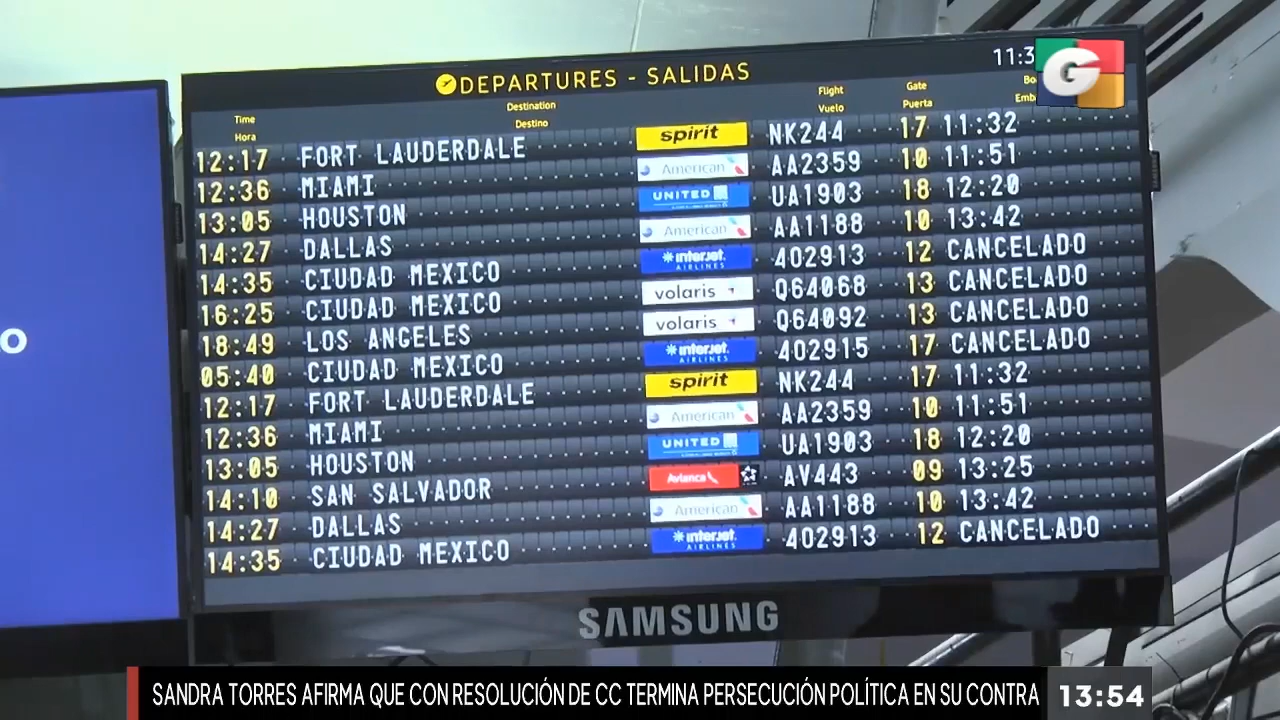 O
DEPARTURES - SALIDAS
11:3
G
Time Destination Flight Gate
Hora Destino Vuelo Puerta
12:17 FORT LAUDERDALE spirit NK244 17 11:32
12:36 MIAMI American AA2359 10 11:51
13:05 HOUSTON UNITED UA1903 18 12:20
14:27 DALLAS American AA1188 10 13:42
14:35 CIUDAD MEXICO interjet AIRLINES 402913 12 CANCELADO
16:25 CIUDAD MEXICO volaris Q64068 13 CANCELADO
18:49 LOS ANGELES volaris Q64092 13 CANCELADO
05:40 CIUDAD MEXICO interjet AIRLINES 402915 17 CANCELADO
12:17 FORT LAUDERDALE spirit NK244 17 11:32
12:36 MIAMI American AA2359 10 11:51
13:05 HOUSTON UNITED UA1903 18 12:20
14:10 SAN SALVADOR Avianca AV443 09 13:25
14:27 DALLAS American AA1188 10 13:42
14:35 CIUDAD MEXICO interjet AIRLINES 402913 12 CANCELADO
SAMSUNG
SANDRA TORRES AFIRMA QUE CON RESOLUCIÓN DE CC TERMINA PERSECUCIÓN POLÍTICA EN SU CONTRA 13:54